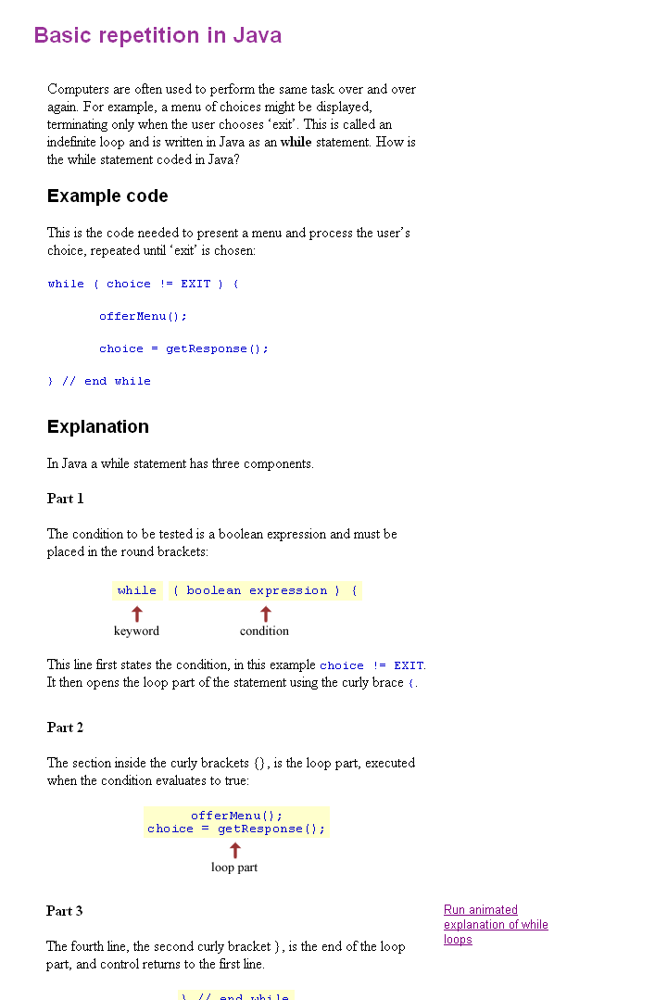 Basic repetition in Java
Computers are often used to perform the same task over and over
again. For example, a menu of choices might be displayed,
terminating only when the user chooses ‘exit’. This is called an
indefinite loop and is written in Java as an while statement. How is
the while statement coded in Java?
Example code
This is the code needed to present a menu and process the user’s
choice, repeated until ‘exit’ is chosen:
while ( choice != EXIT ) {
offerMenu();
choice = getResponse();
} // end while
Explanation
In Java a while statement has three components.
Part 1
The condition to be tested is a boolean expression and must be
placed in the round brackets:
while ( boolean expression ) {
keyword condition
This line first states the condition, in this example choice != EXIT.
It then opens the loop part of the statement using the curly brace {.
Part 2
The section inside the curly brackets {}, is the loop part, executed
when the condition evaluates to true:
offerMenu();
choice = getResponse();
loop part
Part 3
The fourth line, the second curly bracket }, is the end of the loop
part, and control returns to the first line.
} // end while
Run animated
explanation of while
loops